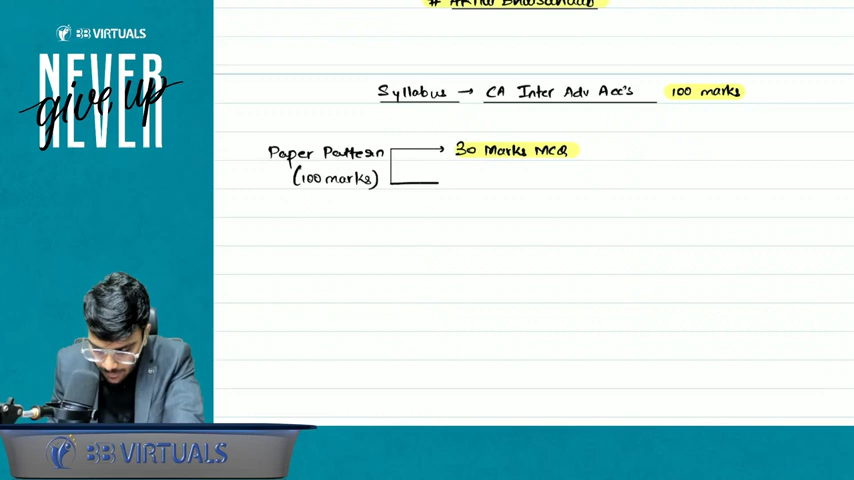 #
BB VIRTUALS
NEVER
give up
NEVER
Syllabus → CA Inter Adv Acc's 100 marks
Paper Pattern → 30 Marks MCQ
(100 marks)
BB VIRTUALS